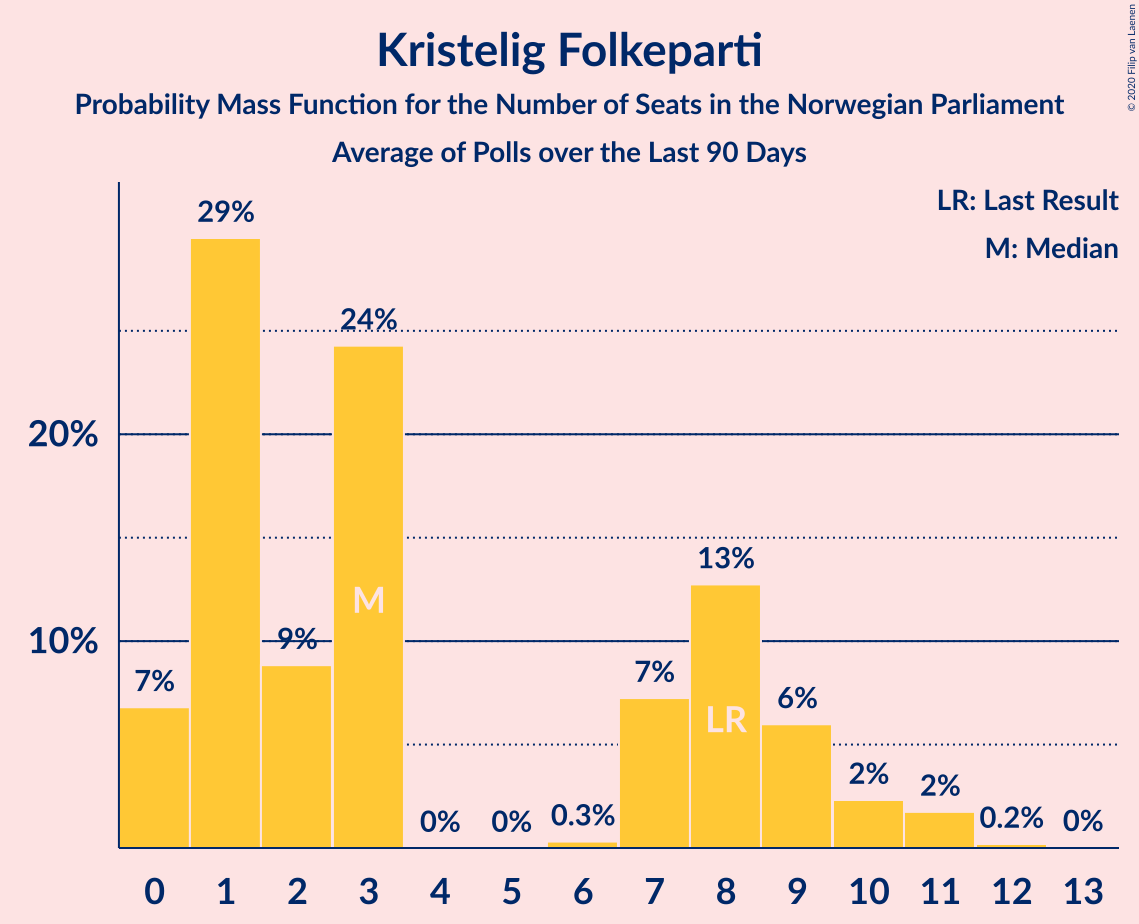 Kristelig Folkeparti
Probability Mass Function for the Number of Seats in the Norwegian Parliament
Average of Polls over the Last 90 Days
© 2020 Filip van Laenen
LR: Last Result
M: Median
29%
24%
20%
13%
M
10%
9%
7%
7%
6%
LR
2%
2%
0%
0%
0.3%
0.2%
0%
0 1 2 3 4 5 6 7 8 9 10 11 12 13